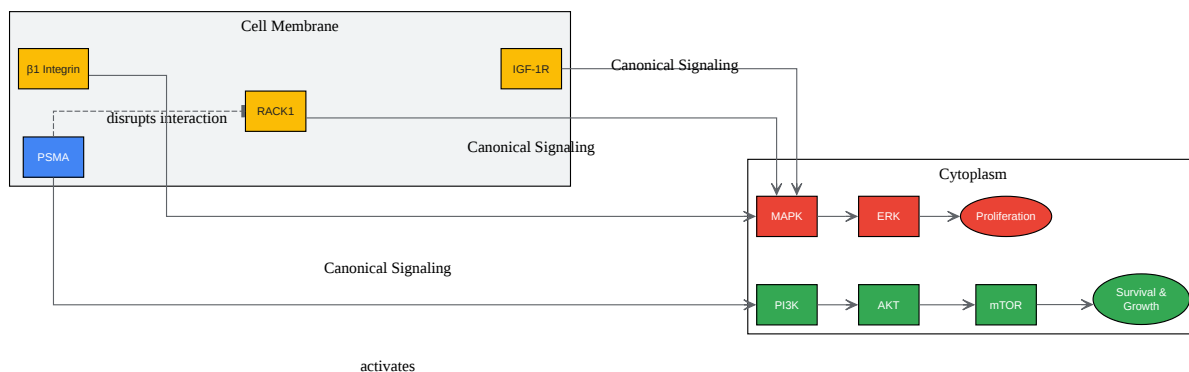 Cell Membrane
β1 Integrin
IGF-1R
Canonical Signaling
RACK1
disrupts interaction
Canonical Signaling
PSMA
Cytoplasm
MAPK
ERK
Proliferation
Canonical Signaling
PI3K
AKT
mTOR
Survival &
Growth
activates